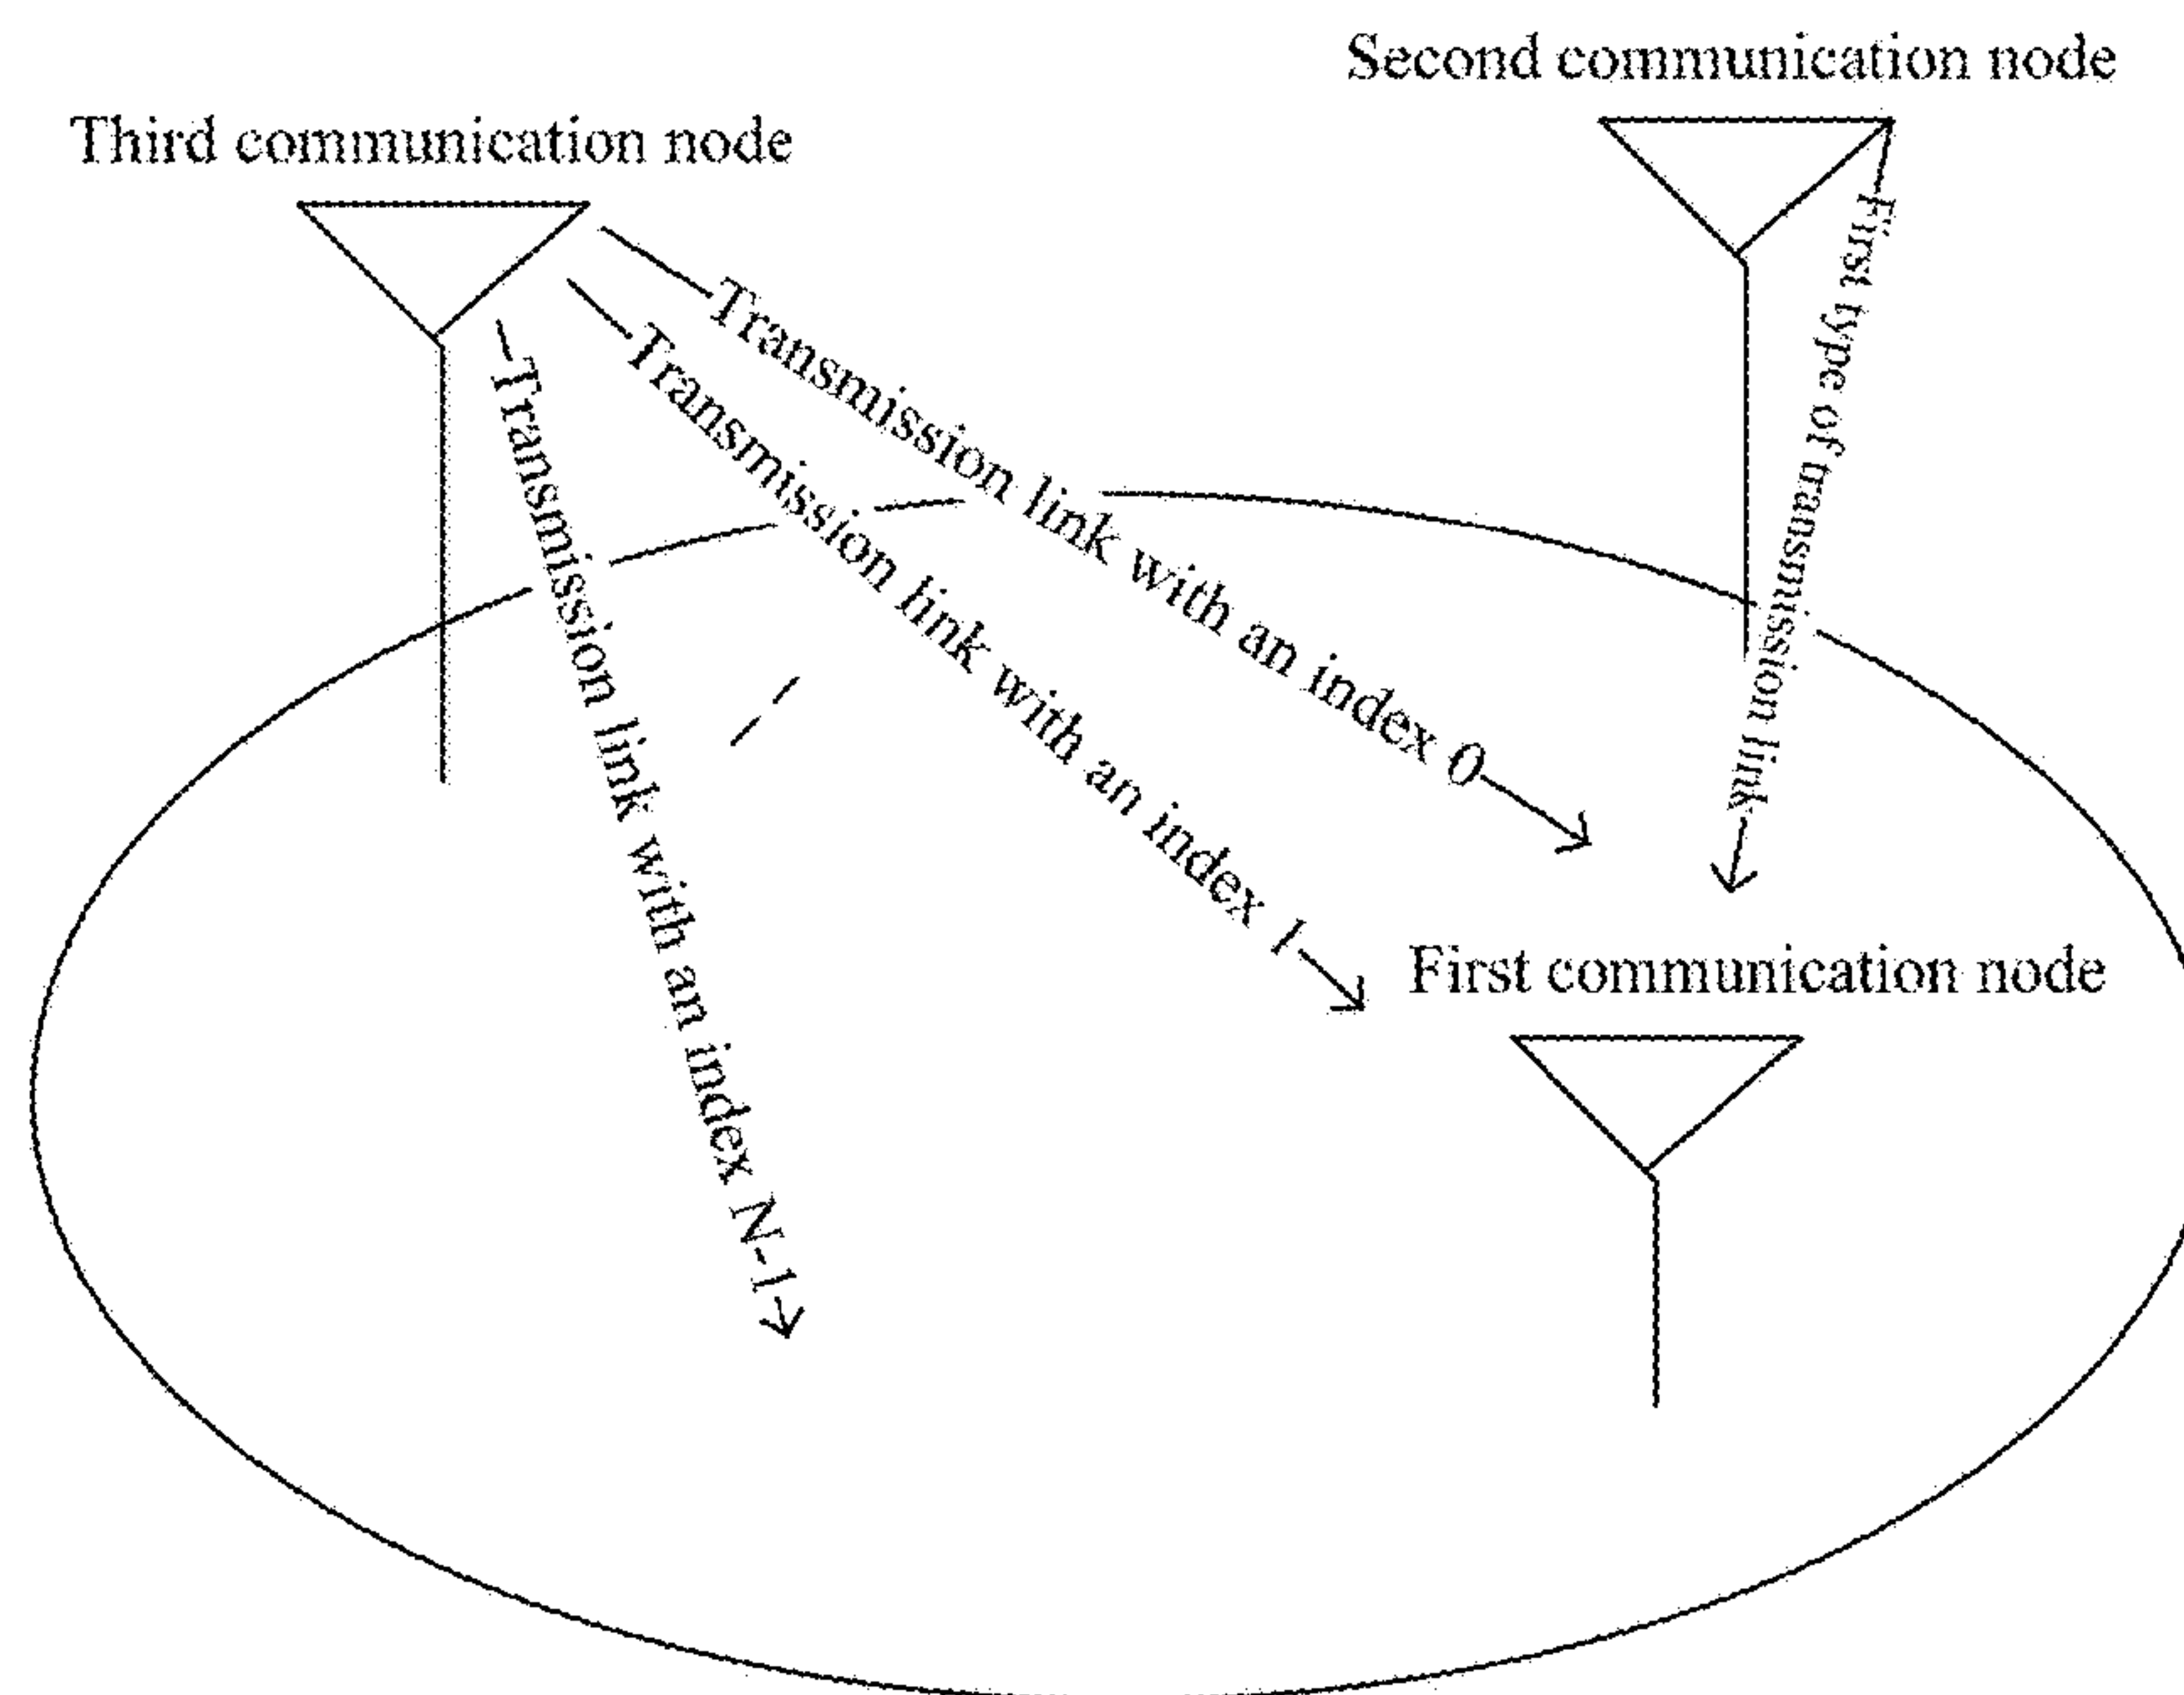 Second communication node
Third communication node
First type of transmission link
Transmission link with an index 0
Transmission link with an index 1
Transmission link with an index N-1
First communication node